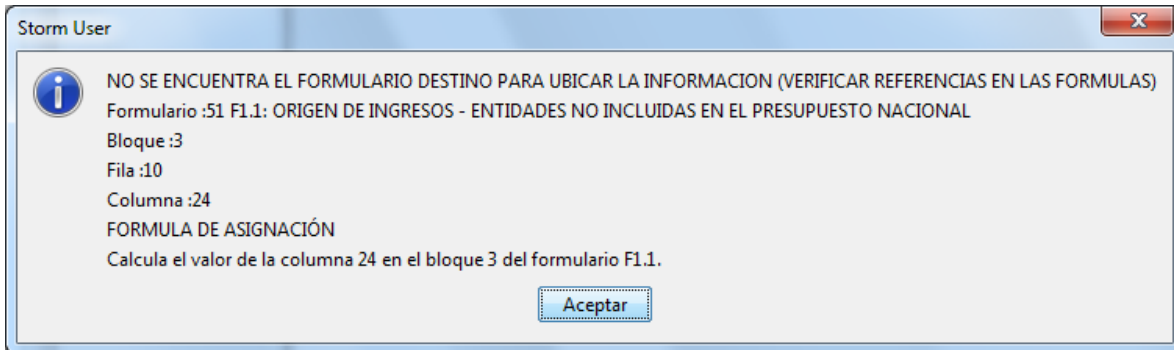 Storm User
NO SE ENCUENTRA EL FORMULARIO DESTINO PARA UBICAR LA INFORMACION (VERIFICAR REFERENCIAS EN LAS FORMULAS)
Formulario :51 F1.1: ORIGEN DE INGRESOS - ENTIDADES NO INCLUIDAS EN EL PRESUPUESTO NACIONAL
Bloque :3
Fila :10
Columna :24
FORMULA DE ASIGNACIÓN
Calcula el valor de la columna 24 en el bloque 3 del formulario F1.1.
Aceptar